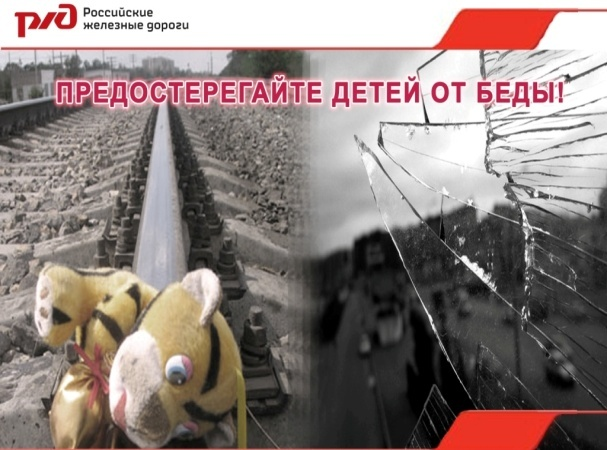 РЖД
Российские
железные дороги
ПРЕДОСТЕРЕГАЙТЕ ДЕТЕЙ ОТ БЕДЫ!